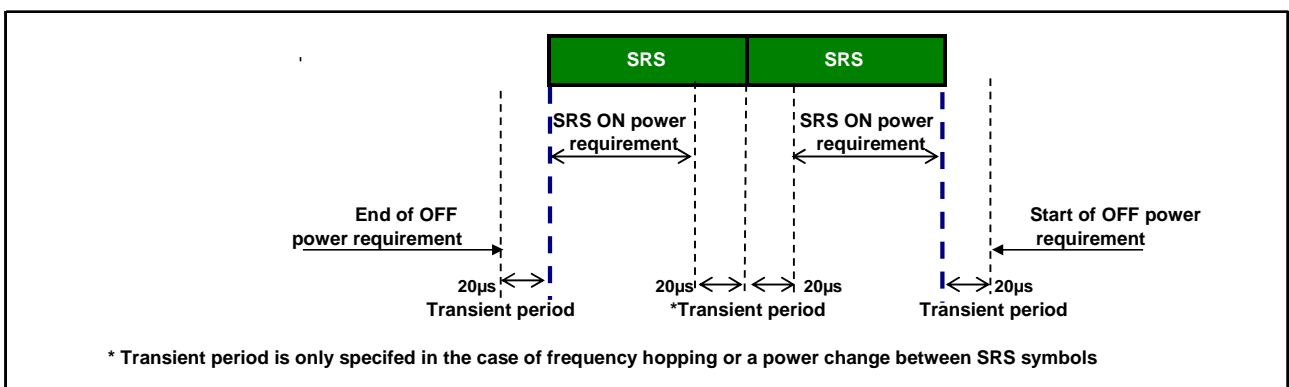 SRS SRS
SRS ON power
requirement
SRS ON power
requirement
End of OFF
power requirement
Start of OFF power
requirement
20µs 20µs 20µs 20µs
Transient period *Transient period Transient period
* Transient period is only specifed in the case of frequency hopping or a power change between SRS symbols